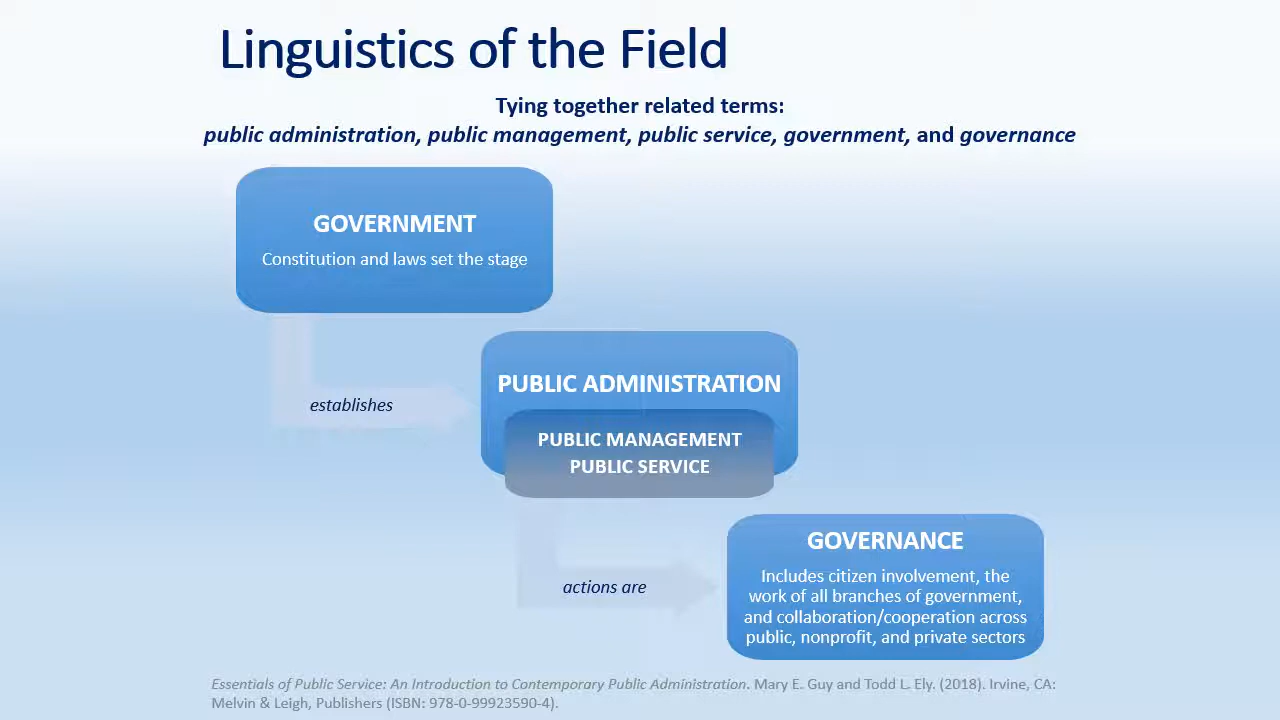 Linguistics of the Field
Tying together related terms:
public administration, public management, public service, government, and governance
GOVERNMENT
Constitution and laws set the stage
establishes
PUBLIC ADMINISTRATION
PUBLIC MANAGEMENT
PUBLIC SERVICE
actions are
GOVERNANCE
Includes citizen involvement, the
work of all branches of government,
and collaboration/cooperation across
public, nonprofit, and private sectors
Essentials of Public Service: An Introduction to Contemporary Public Administration. Mary E. Guy and Todd L. Ely. (2018). Irvine, CA:
Melvin & Leigh, Publishers (ISBN: 978-0-99923590-4).